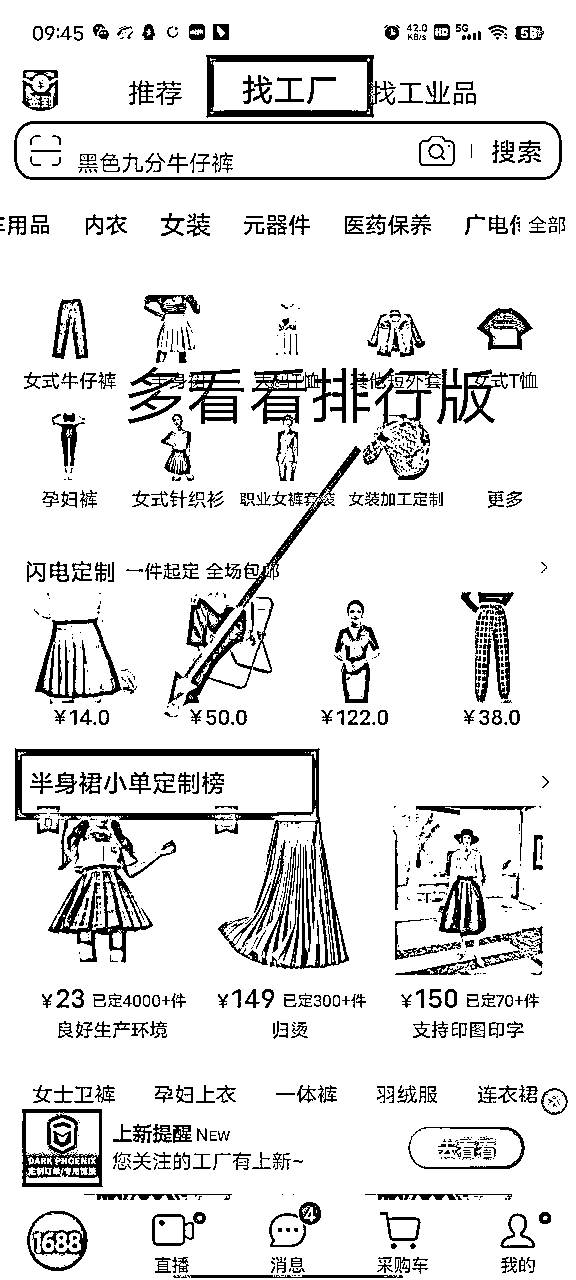 09:45 42.0 KB/s HD 5G 5
推荐 找工厂 找工业品
黑色九分牛仔裤 搜索
用品 内衣 女装 元器件 医药保养 广电 全部
女式牛仔裤 半身裙 大码T恤 其他短外套 女式T恤
多看看排行版
孕妇裤 女式针织衫 职业女裤套装 女装加工定制 更多
闪电定制 一件起定 全场包邮
¥14.0 ¥50.0 ¥122.0 ¥38.0
半身裙小单定制榜
¥23 已定4000+件 ¥149 已定300+件 ¥150 已定70+件
良好生产环境 归烫 支持印图印字
女士卫裤 孕妇上衣 一体裤 羽绒服 连衣裙
上新提醒 NEW
DARK PHOENIX
您关注的工厂有上新~
去看看
4
1688 直播 消息 采购车 我的